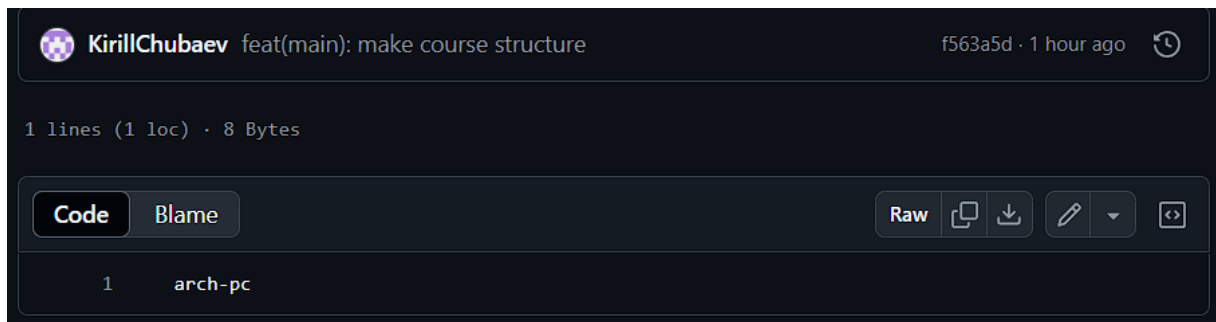 KirillChubaev feat(main): make course structure f563a5d · 1 hour ago
1 lines (1 loc) · 8 Bytes
Code Blame Raw
1 arch-pc